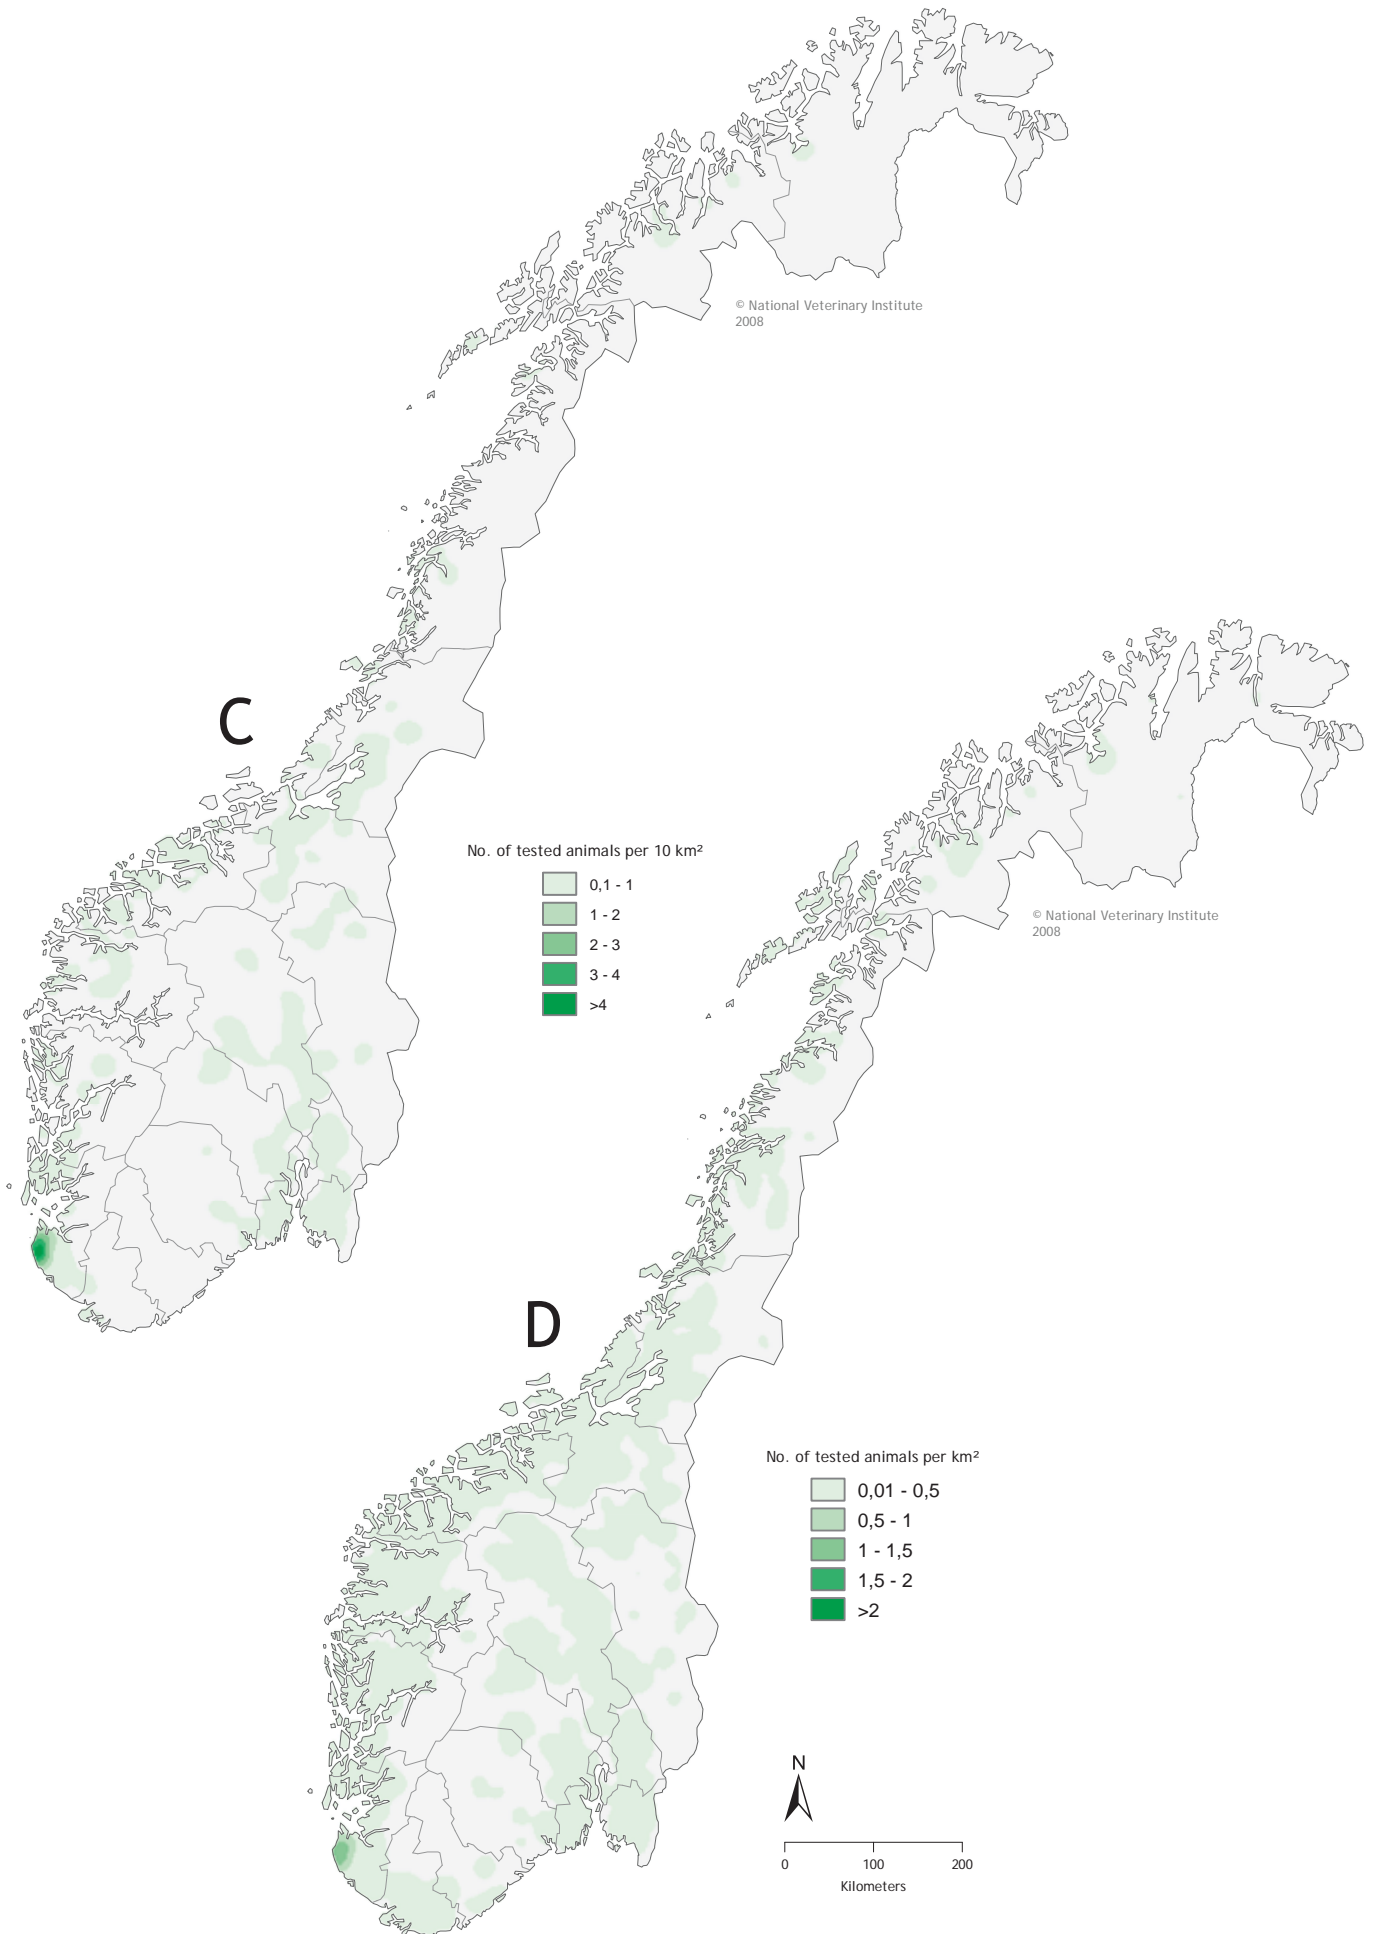 © National Veterinary Institute
2008
C
No. of tested animals per 10 km²
0,1 - 1
1 - 2
2 - 3
3 - 4
>4
© National Veterinary Institute
2008
D
No. of tested animals per km²
0,01 - 0,5
0,5 - 1
1 - 1,5
1,5 - 2
>2
N
0 100 200
Kilometers